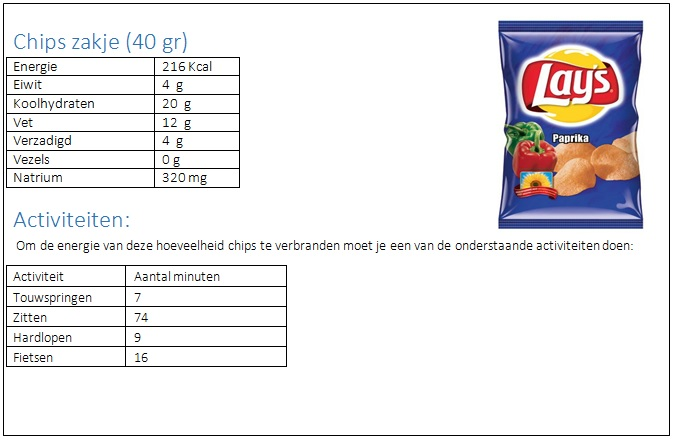 Chips zakje (40 gr)
Energie 216 Kcal
Eiwit 4 g
Koolhydraten 20 g
Vet 12 g
Verzadigd 4 g
Vezels 0 g
Natrium 320 mg
Lay's
Paprika
Activiteiten:
Om de energie van deze hoeveelheid chips te verbranden moet je een van de onderstaande activiteiten doen:
Activiteit Aantal minuten
Touwspringen 7
Zitten 74
Hardlopen 9
Fietsen 16